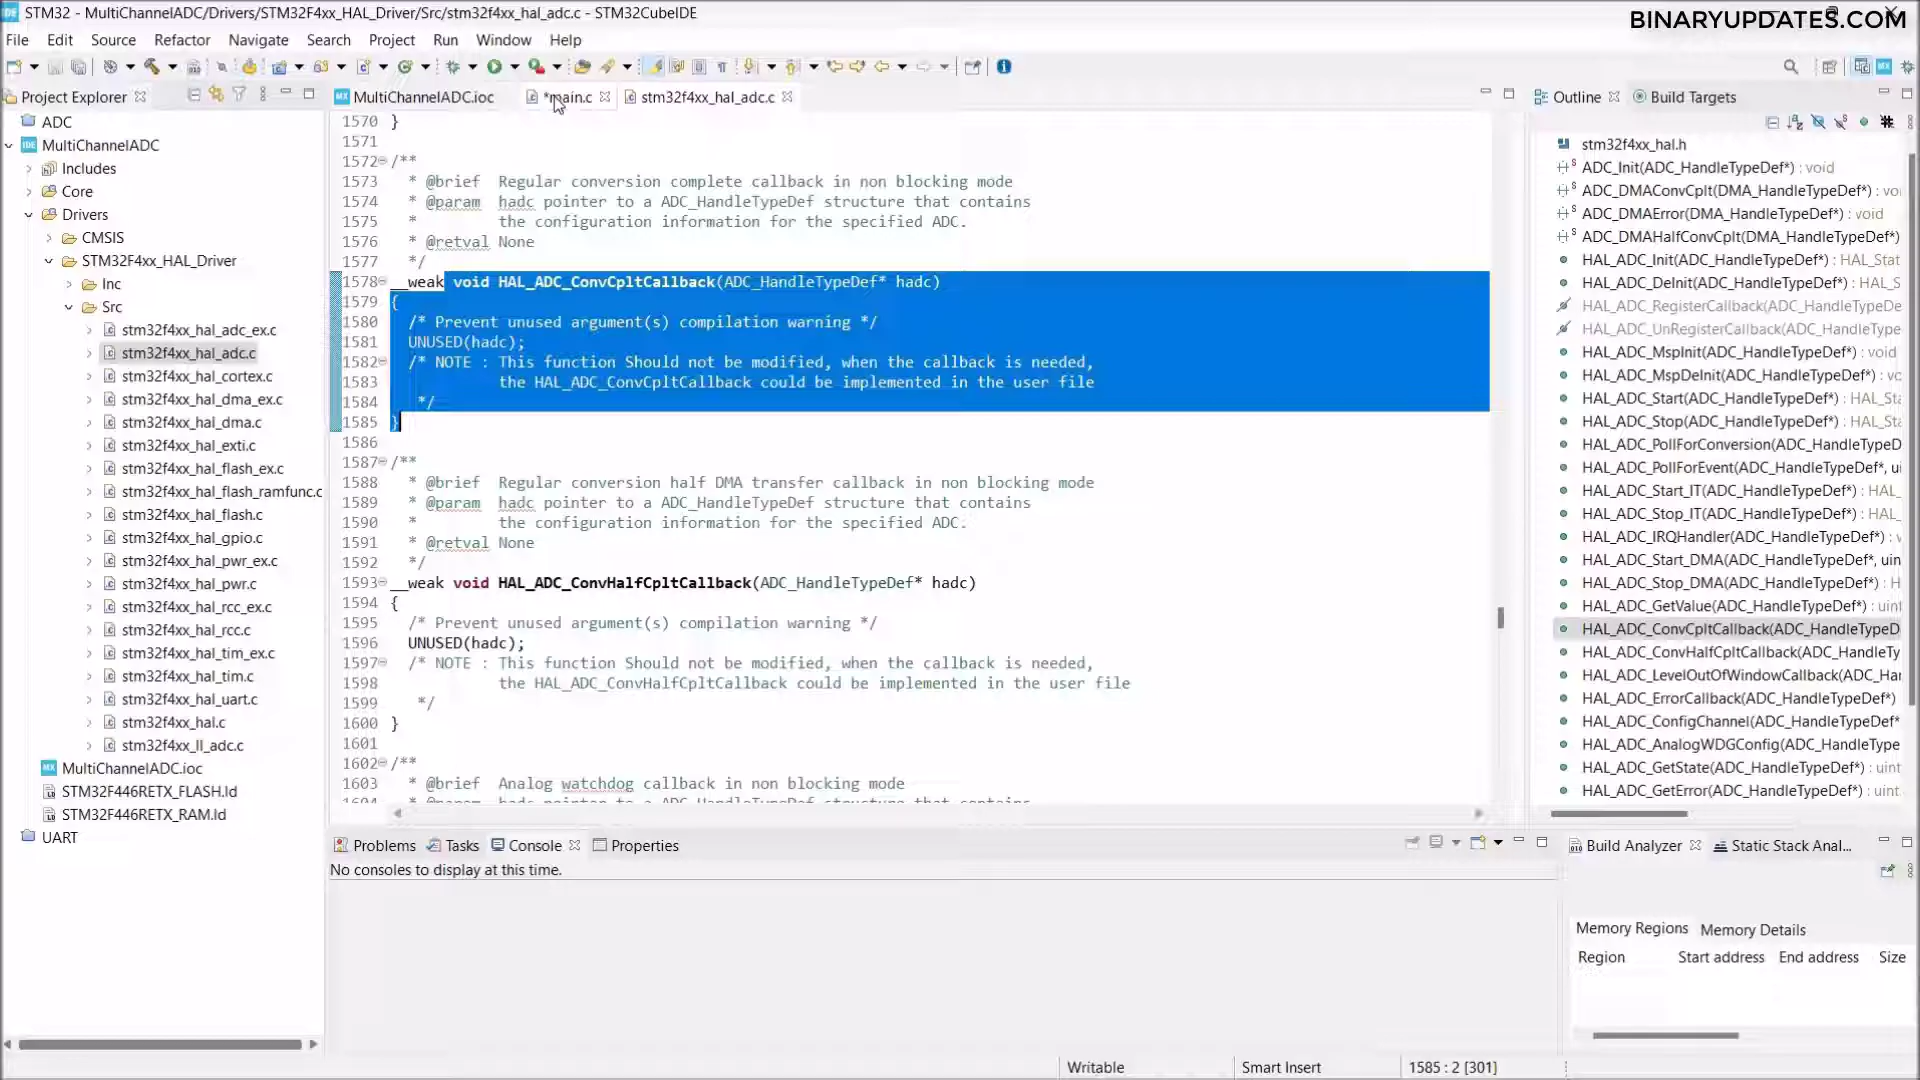 STM32 - MultiChannelADC/Drivers/STM32F4xx_HAL_Driver/Src/stm32f4xx_hal_adc.c - STM32CubeIDE
BINARYUPDATES.COM
File Edit Source Refactor Navigate Search Project Run Window Help
Project Explorer
MultiChannelADC.ioc
*main.c
stm32f4xx_hal_adc.c
Outline
Build Targets
ADC
MultiChannelADC
Includes
Core
Drivers
CMSIS
STM32F4xx_HAL_Driver
Inc
Src
stm32f4xx_hal_adc_ex.c
stm32f4xx_hal_adc.c
stm32f4xx_hal_cortex.c
stm32f4xx_hal_dma_ex.c
stm32f4xx_hal_dma.c
stm32f4xx_hal_exti.c
stm32f4xx_hal_flash_ex.c
stm32f4xx_hal_flash_ramfunc.c
stm32f4xx_hal_flash.c
stm32f4xx_hal_gpio.c
stm32f4xx_hal_pwr_ex.c
stm32f4xx_hal_pwr.c
stm32f4xx_hal_rcc_ex.c
stm32f4xx_hal_rcc.c
stm32f4xx_hal_tim_ex.c
stm32f4xx_hal_tim.c
stm32f4xx_hal_uart.c
stm32f4xx_hal.c
stm32f4xx_ll_adc.c
MultiChannelADC.ioc
STM32F446RETX_FLASH.ld
STM32F446RETX_RAM.ld
UART
1570 }
1571
1572 /**
1573 * @brief Regular conversion complete callback in non blocking mode
1574 * @param hadc pointer to a ADC_HandleTypeDef structure that contains
1575 * the configuration information for the specified ADC.
1576 * @retval None
1577 */
1578 __weak void HAL_ADC_ConvCpltCallback(ADC_HandleTypeDef* hadc)
1579 {
1580 /* Prevent unused argument(s) compilation warning */
1581 UNUSED(hadc);
1582 /* NOTE : This function Should not be modified, when the callback is needed,
1583 the HAL_ADC_ConvCpltCallback could be implemented in the user file
1584 */
1585 }
1586
1587 /**
1588 * @brief Regular conversion half DMA transfer callback in non blocking mode
1589 * @param hadc pointer to a ADC_HandleTypeDef structure that contains
1590 * the configuration information for the specified ADC.
1591 * @retval None
1592 */
1593 __weak void HAL_ADC_ConvHalfCpltCallback(ADC_HandleTypeDef* hadc)
1594 {
1595 /* Prevent unused argument(s) compilation warning */
1596 UNUSED(hadc);
1597 /* NOTE : This function Should not be modified, when the callback is needed,
1598 the HAL_ADC_ConvHalfCpltCallback could be implemented in the user file
1599 */
1600 }
1601
1602 /**
1603 * @brief Analog watchdog callback in non blocking mode
1604 * @param hadc pointer to a ADC_HandleTypeDef structure that contains
stm32f4xx_hal.h
ADC_Init(ADC_HandleTypeDef*) : void
ADC_DMAConvCplt(DMA_HandleTypeDef*) : vo
ADC_DMAError(DMA_HandleTypeDef*) : void
ADC_DMAHalfConvCplt(DMA_HandleTypeDef*)
HAL_ADC_Init(ADC_HandleTypeDef*) : HAL_Stat
HAL_ADC_DeInit(ADC_HandleTypeDef*) : HAL_S
HAL_ADC_RegisterCallback(ADC_HandleTypeDe
HAL_ADC_UnRegisterCallback(ADC_HandleType
HAL_ADC_MspInit(ADC_HandleTypeDef*) : void
HAL_ADC_MspDeInit(ADC_HandleTypeDef*) : vo
HAL_ADC_Start(ADC_HandleTypeDef*) : HAL_Sta
HAL_ADC_Stop(ADC_HandleTypeDef*) : HAL_Sta
HAL_ADC_PollForConversion(ADC_HandleTypeD
HAL_ADC_PollForEvent(ADC_HandleTypeDef*, ui
HAL_ADC_Start_IT(ADC_HandleTypeDef*) : HAL_
HAL_ADC_Stop_IT(ADC_HandleTypeDef*) : HAL_
HAL_ADC_IRQHandler(ADC_HandleTypeDef*) : v
HAL_ADC_Start_DMA(ADC_HandleTypeDef*, uin
HAL_ADC_Stop_DMA(ADC_HandleTypeDef*) : H
HAL_ADC_GetValue(ADC_HandleTypeDef*) : uint
HAL_ADC_ConvCpltCallback(ADC_HandleTypeD
HAL_ADC_ConvHalfCpltCallback(ADC_HandleTy
HAL_ADC_LevelOutOfWindowCallback(ADC_Ha
HAL_ADC_ErrorCallback(ADC_HandleTypeDef*)
HAL_ADC_ConfigChannel(ADC_HandleTypeDef*
HAL_ADC_AnalogWDGConfig(ADC_HandleType
HAL_ADC_GetState(ADC_HandleTypeDef*) : uint
HAL_ADC_GetError(ADC_HandleTypeDef*) : uint
Problems
Tasks
Console
Properties
No consoles to display at this time.
Build Analyzer
Static Stack Anal...
Memory Regions
Memory Details
Region Start address End address Size
Writable
Smart Insert
1585 : 2 [301]